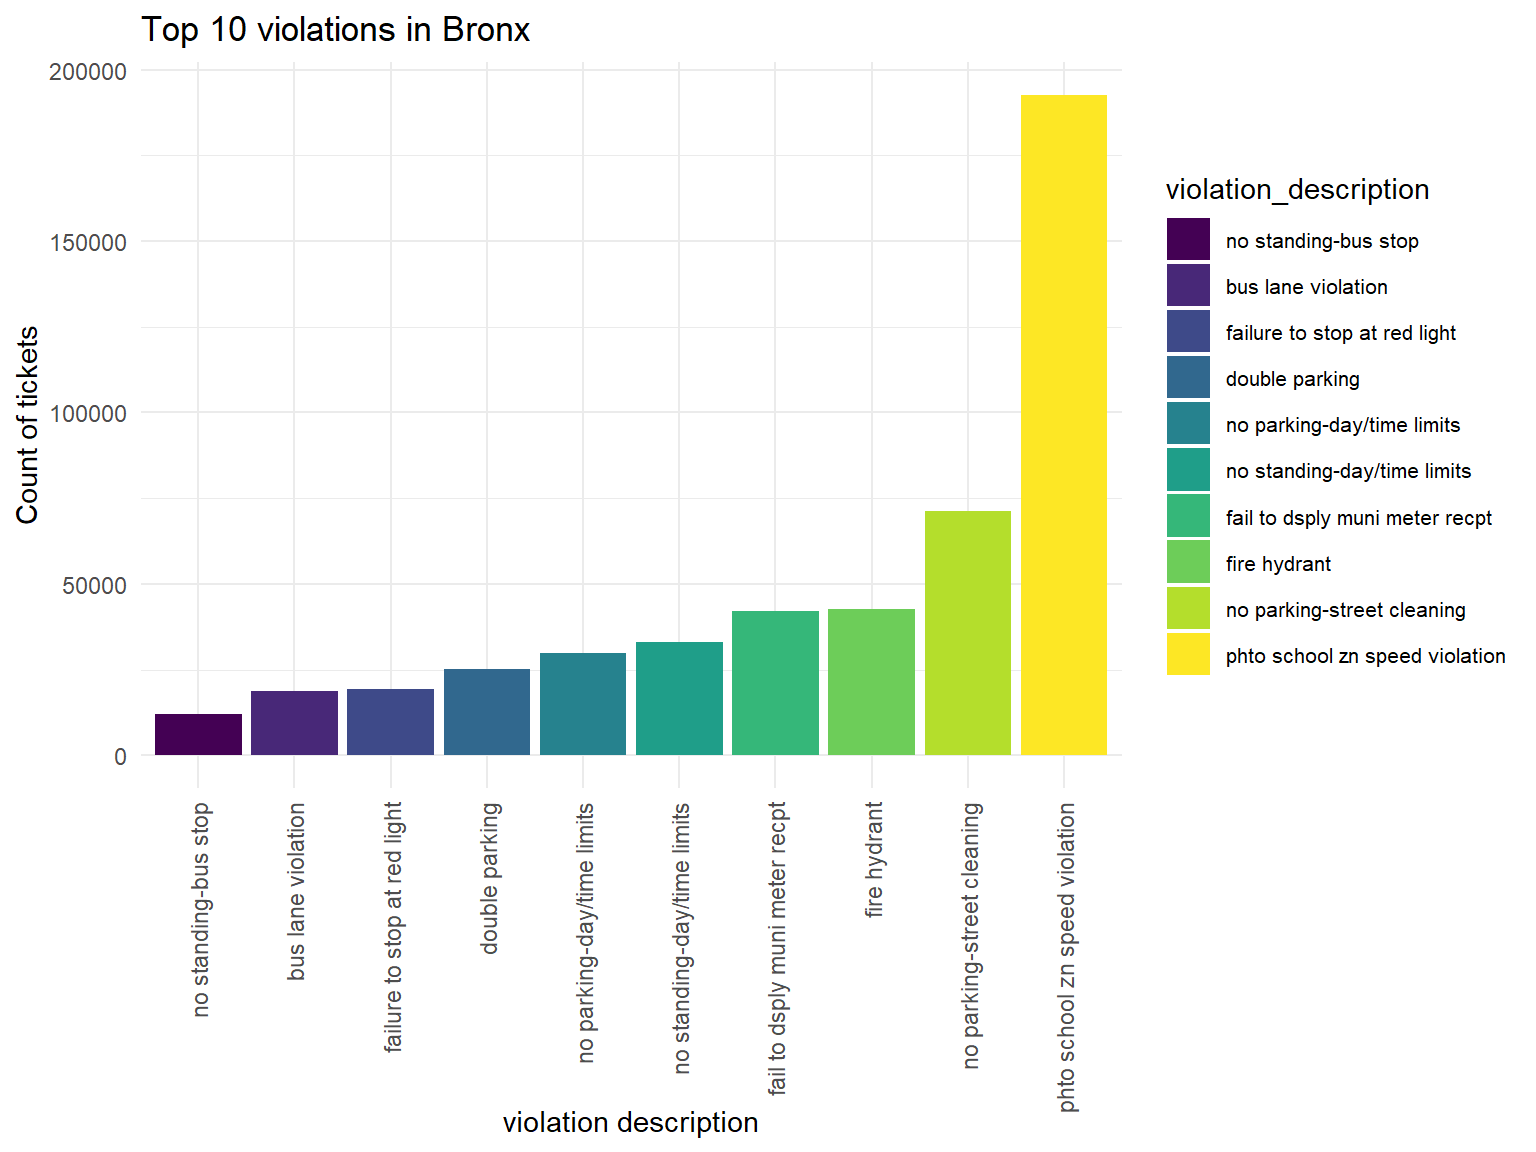 Top 10 violations in Bronx
Count of tickets
200000
150000
100000
50000
0
no standing-bus stop
bus lane violation
failure to stop at red light
double parking
no parking-day/time limits
no standing-day/time limits
fail to dsply muni meter recpt
fire hydrant
no parking-street cleaning
phto school zn speed violation
violation description
violation_description
no standing-bus stop
bus lane violation
failure to stop at red light
double parking
no parking-day/time limits
no standing-day/time limits
fail to dsply muni meter recpt
fire hydrant
no parking-street cleaning
phto school zn speed violation